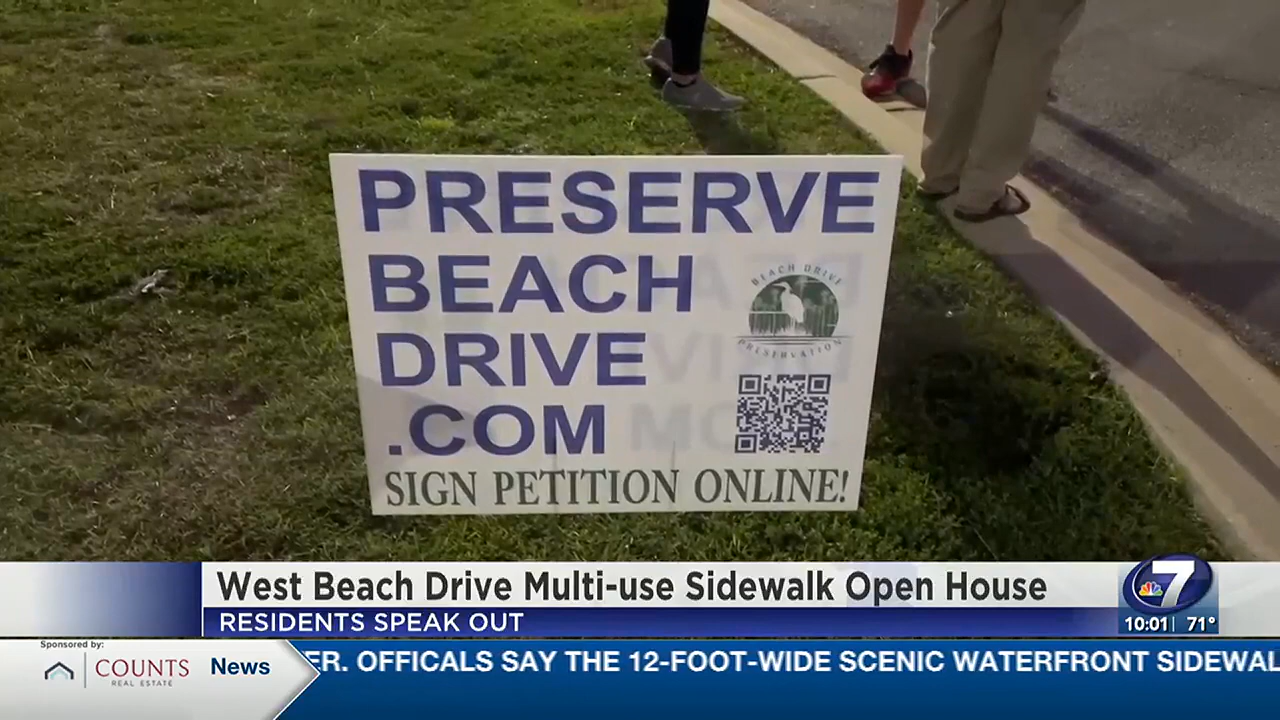 PRESERVE
BEACH
DRIVE
.COM
BEACH DRIVE
PRESERVATION
SIGN PETITION ONLINE!
West Beach Drive Multi-use Sidewalk Open House
RESIDENTS SPEAK OUT
7
10:01 71°
Sponsored by:
COUNTS
REAL ESTATE
News
ER. OFFICALS SAY THE 12-FOOT-WIDE SCENIC WATERFRONT SIDEWAL